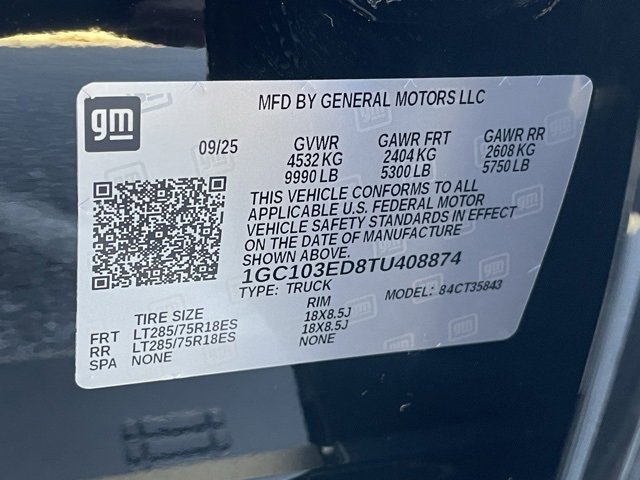 gm
MFD BY GENERAL MOTORS LLC
09/25
GVWR GAWR FRT GAWR RR
4532 KG 2404 KG 2608 KG
9990 LB 5300 LB 5750 LB
THIS VEHICLE CONFORMS TO ALL
APPLICABLE U.S. FEDERAL MOTOR
VEHICLE SAFETY STANDARDS IN EFFECT
ON THE DATE OF MANUFACTURE
SHOWN ABOVE.
1GC103ED8TU408874
TYPE: TRUCK MODEL: 84CT35843
TIRE SIZE RIM
FRT LT285/75R18ES 18X8.5J
RR LT285/75R18ES 18X8.5J
SPA NONE NONE